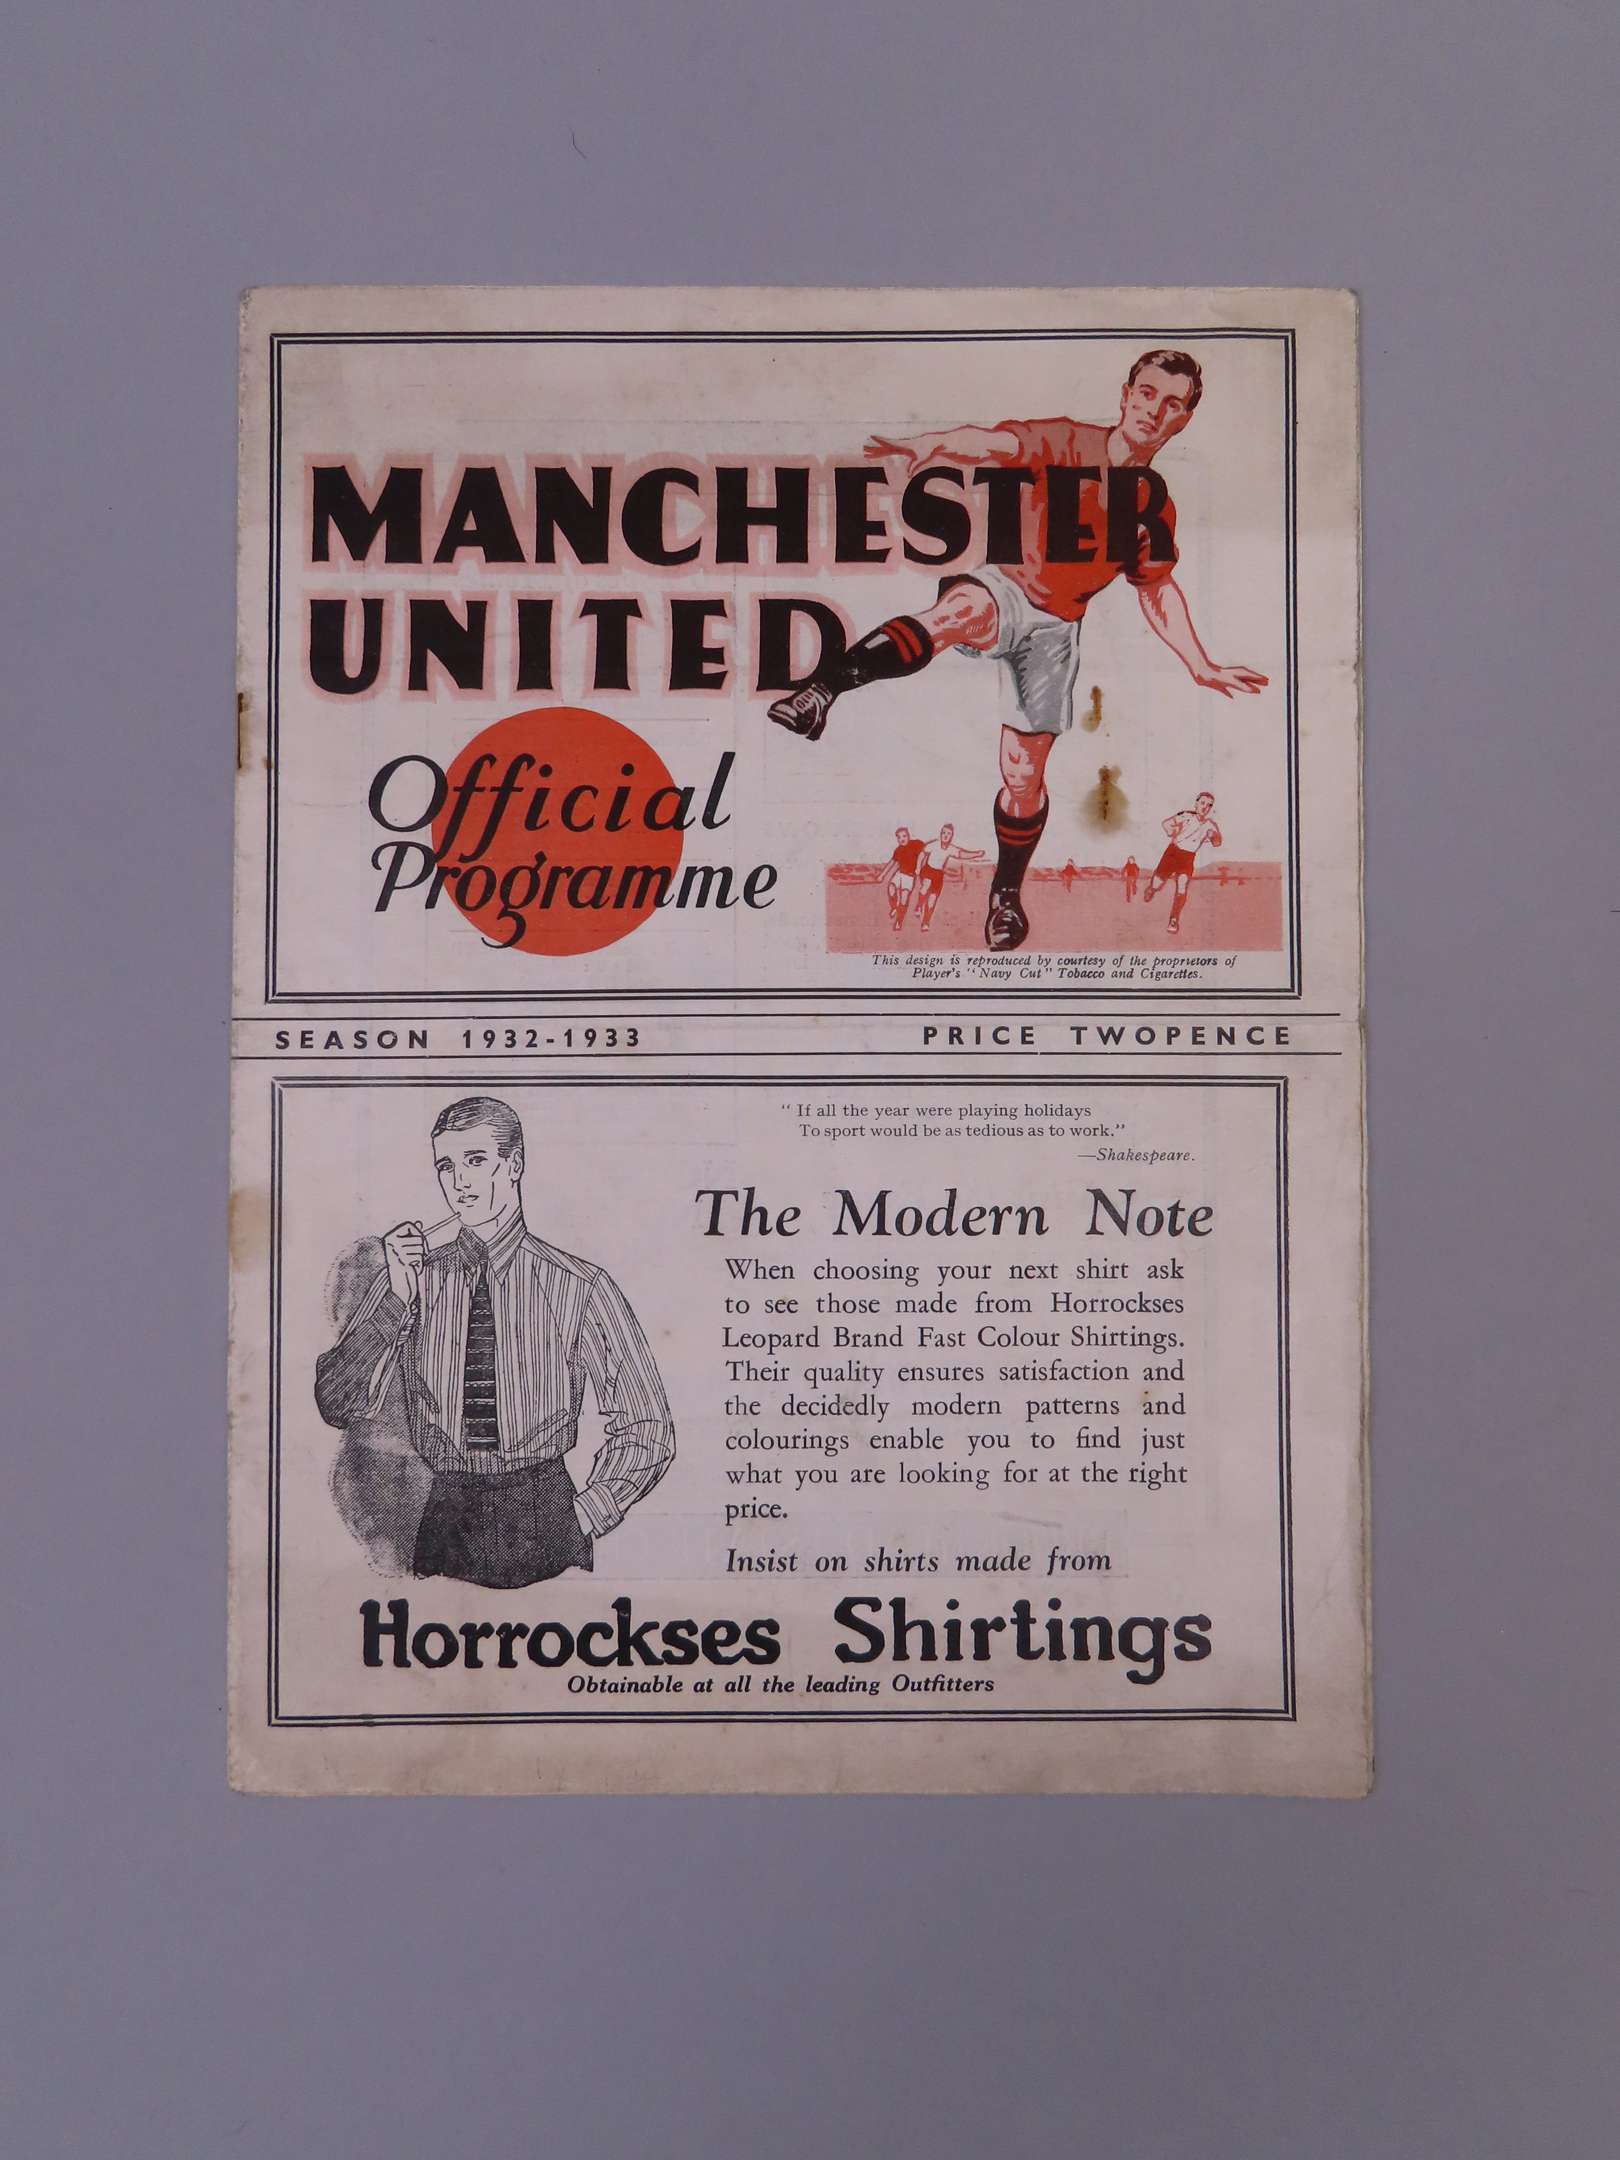 MANCHESTER
UNITED
Official
Programme
This design is reproduced by courtesy of the proprietors of
Player's "Navy Cut" Tobacco and Cigarettes.
SEASON 1932-1933 PRICE TWOPENCE
"If all the year were playing holidays
To sport would be as tedious as to work."
—Shakespeare.
The Modern Note
When choosing your next shirt ask
to see those made from Horrockses
Leopard Brand Fast Colour Shirtings.
Their quality ensures satisfaction and
the decidedly modern patterns and
colourings enable you to find just
what you are looking for at the right
price.
Insist on shirts made from
Horrockses Shirtings
Obtainable at all the leading Outfitters